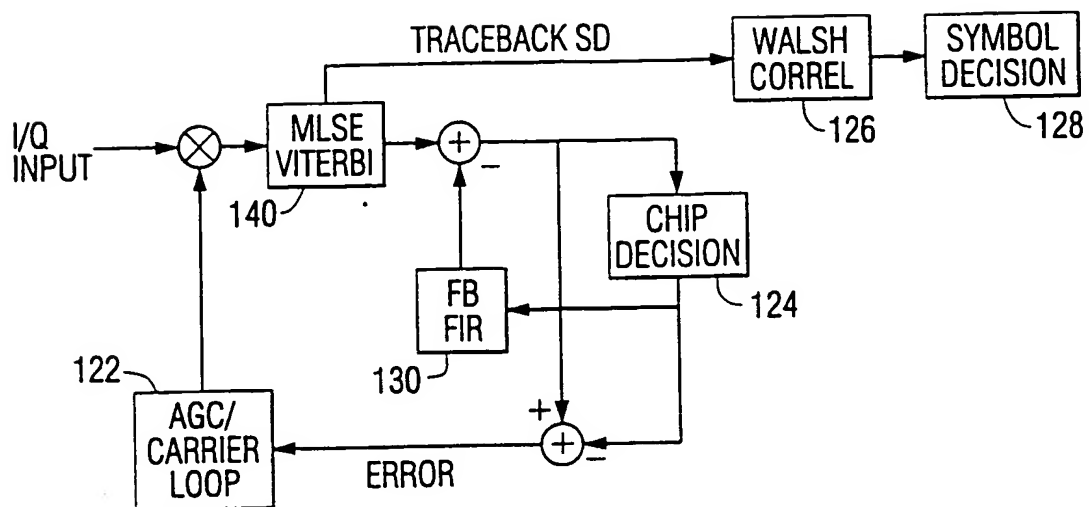 TRACEBACK SD
WALSH
CORREL
126
SYMBOL
DECISION
128
I/Q
INPUT
MLSE
VITERBI
140
+
−
CHIP
DECISION
124
FB
FIR
130
122
AGC/
CARRIER
LOOP
ERROR
+
+
−